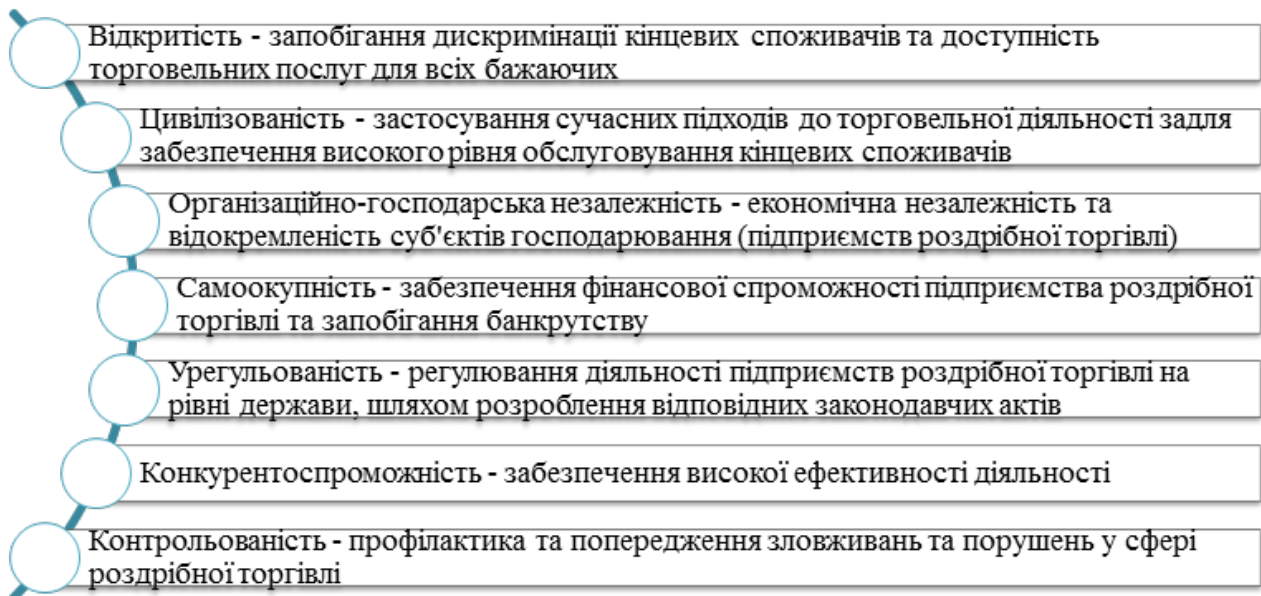 Відкритість - запобігання дискримінації кінцевих споживачів та доступність
торговельних послуг для всіх бажаючих
Цивілізованість - застосування сучасних підходів до торговельної діяльності задля
забезпечення високого рівня обслуговування кінцевих споживачів
Організаційно-господарська незалежність - економічна незалежність та
відокремленість суб'єктів господарювання (підприємств роздрібної торгівлі)
Самоокупність - забезпечення фінансової спроможності підприємства роздрібної
торгівлі та запобігання банкрутству
Урегульованість - регулювання діяльності підприємств роздрібної торгівлі на
рівні держави, шляхом розроблення відповідних законодавчих актів
Конкурентоспроможність - забезпечення високої ефективності діяльності
Контрольованість - профілактика та попередження зловживань та порушень у сфері
роздрібної торгівлі